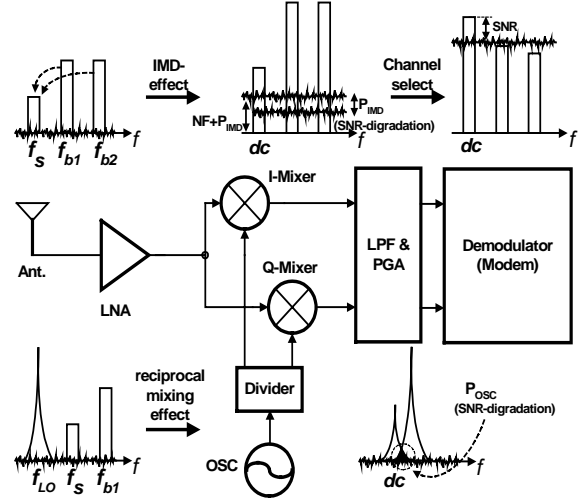 IMD-
effect
Channel
select
SNR
NF+P_IMD
P_IMD
(SNR-digradation)
f_s f_b1 f_b2 f
dc f
dc f
I-Mixer
Q-Mixer
Ant.
LNA
LPF &
PGA
Demodulator
(Modem)
reciprocal
mixing
effect
Divider
OSC
P_OSC
(SNR-degradation)
f_LO f_s f_b1 f
dc f